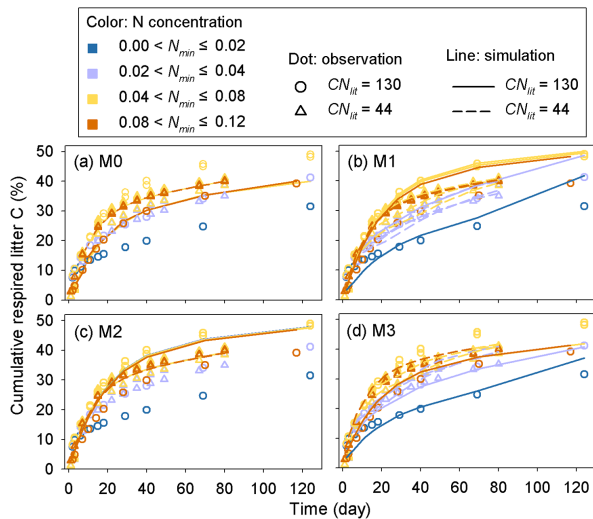 Color: N concentration
0.00 < Nmin ≤ 0.02
0.02 < Nmin ≤ 0.04
0.04 < Nmin ≤ 0.08
0.08 < Nmin ≤ 0.12
Dot: observation
CNlit = 130
CNlit = 44
Line: simulation
CNlit = 130
CNlit = 44
Cumulative respired litter C (%)
50
40
30
20
10
0
(a) M0
(b) M1
50
40
30
20
10
0
(c) M2
(d) M3
0 20 40 60 80 100 120
0 20 40 60 80 100 120
Time (day)